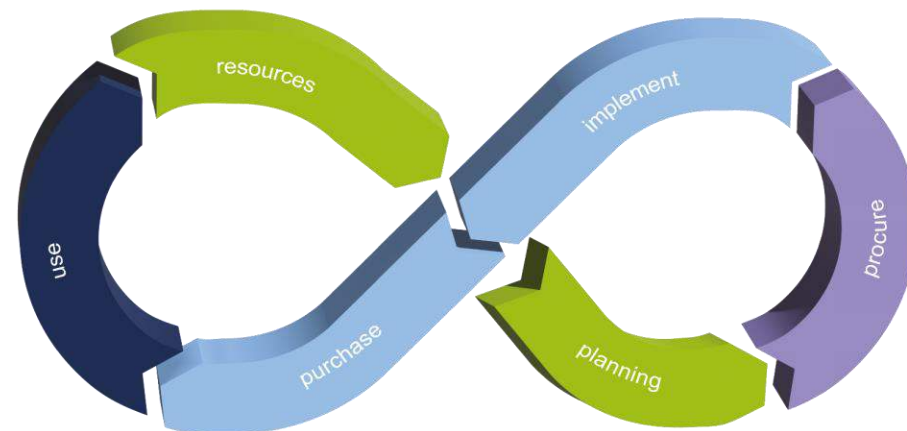 resources
implement
use
procure
purchase
planning